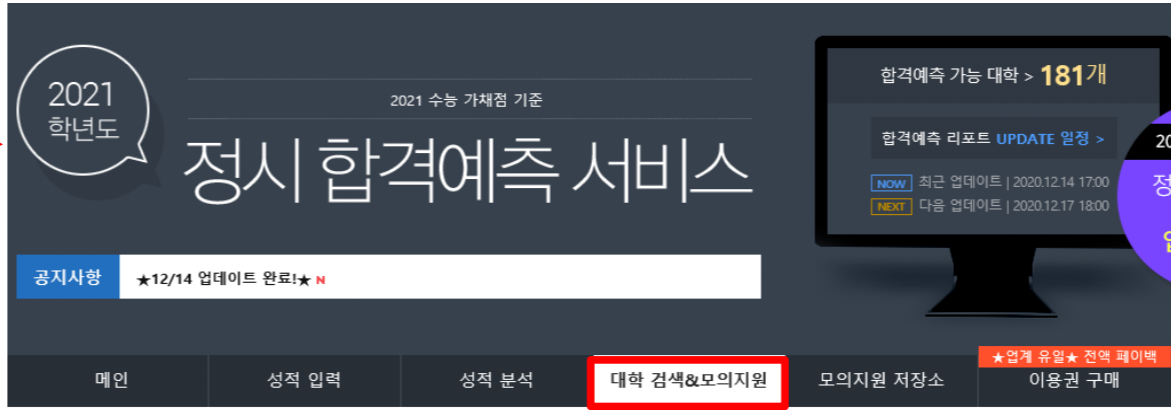 2021
학년도
2021 수능 가채점 기준
정시 합격예측 서비스
공지사항
★12/14 업데이트 완료!★ N
합격예측 가능 대학 > 181개
합격예측 리포트 UPDATE 일정 >
NOW 최근 업데이트 | 2020.12.14 17:00
NEXT 다음 업데이트 | 2020.12.17 18:00
20
정
★업계 유일★ 전액 페이백
메인
성적 입력
성적 분석
대학 검색&모의지원
모의지원 저장소
이용권 구매